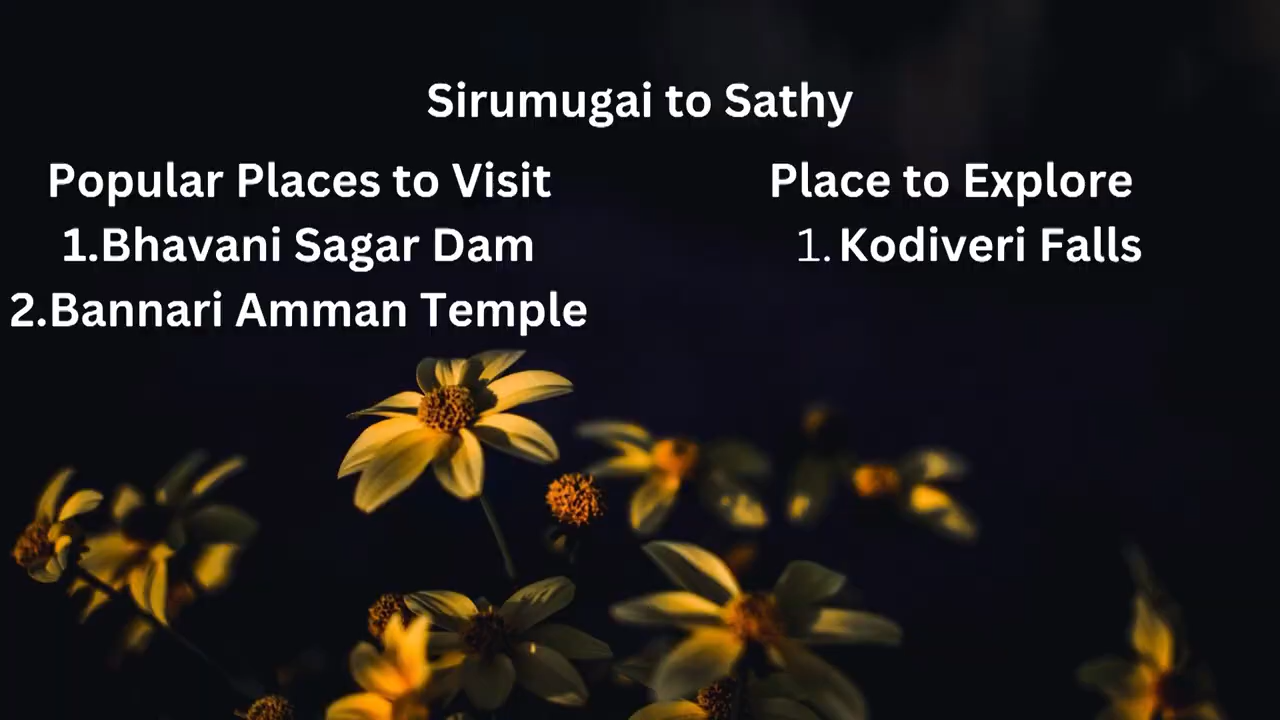 Sirumugai to Sathy
Popular Places to Visit
1.Bhavani Sagar Dam
2.Bannari Amman Temple
Place to Explore
1. Kodiveri Falls